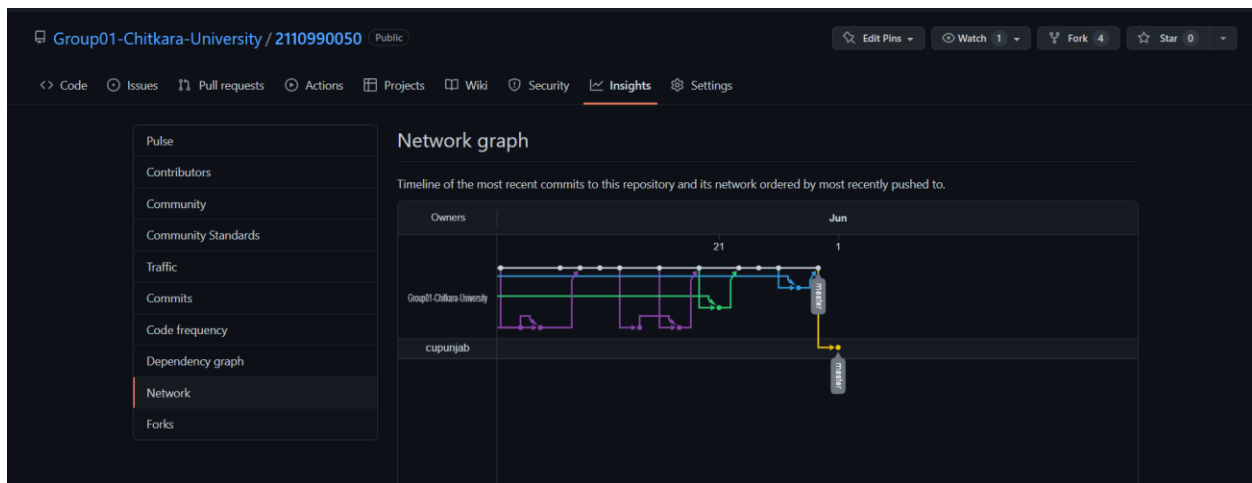 Group01-Chitkara-University / 2110990050 Public
Edit Pins Watch 1 Fork 4 Star 0
Code Issues Pull requests Actions Projects Wiki Security Insights Settings
Pulse
Contributors
Community
Community Standards
Traffic
Commits
Code frequency
Dependency graph
Network
Forks
Network graph
Timeline of the most recent commits to this repository and its network ordered by most recently pushed to.
Owners Jun
21 1
Group01-Chitkara-University
master
cupunjab
master